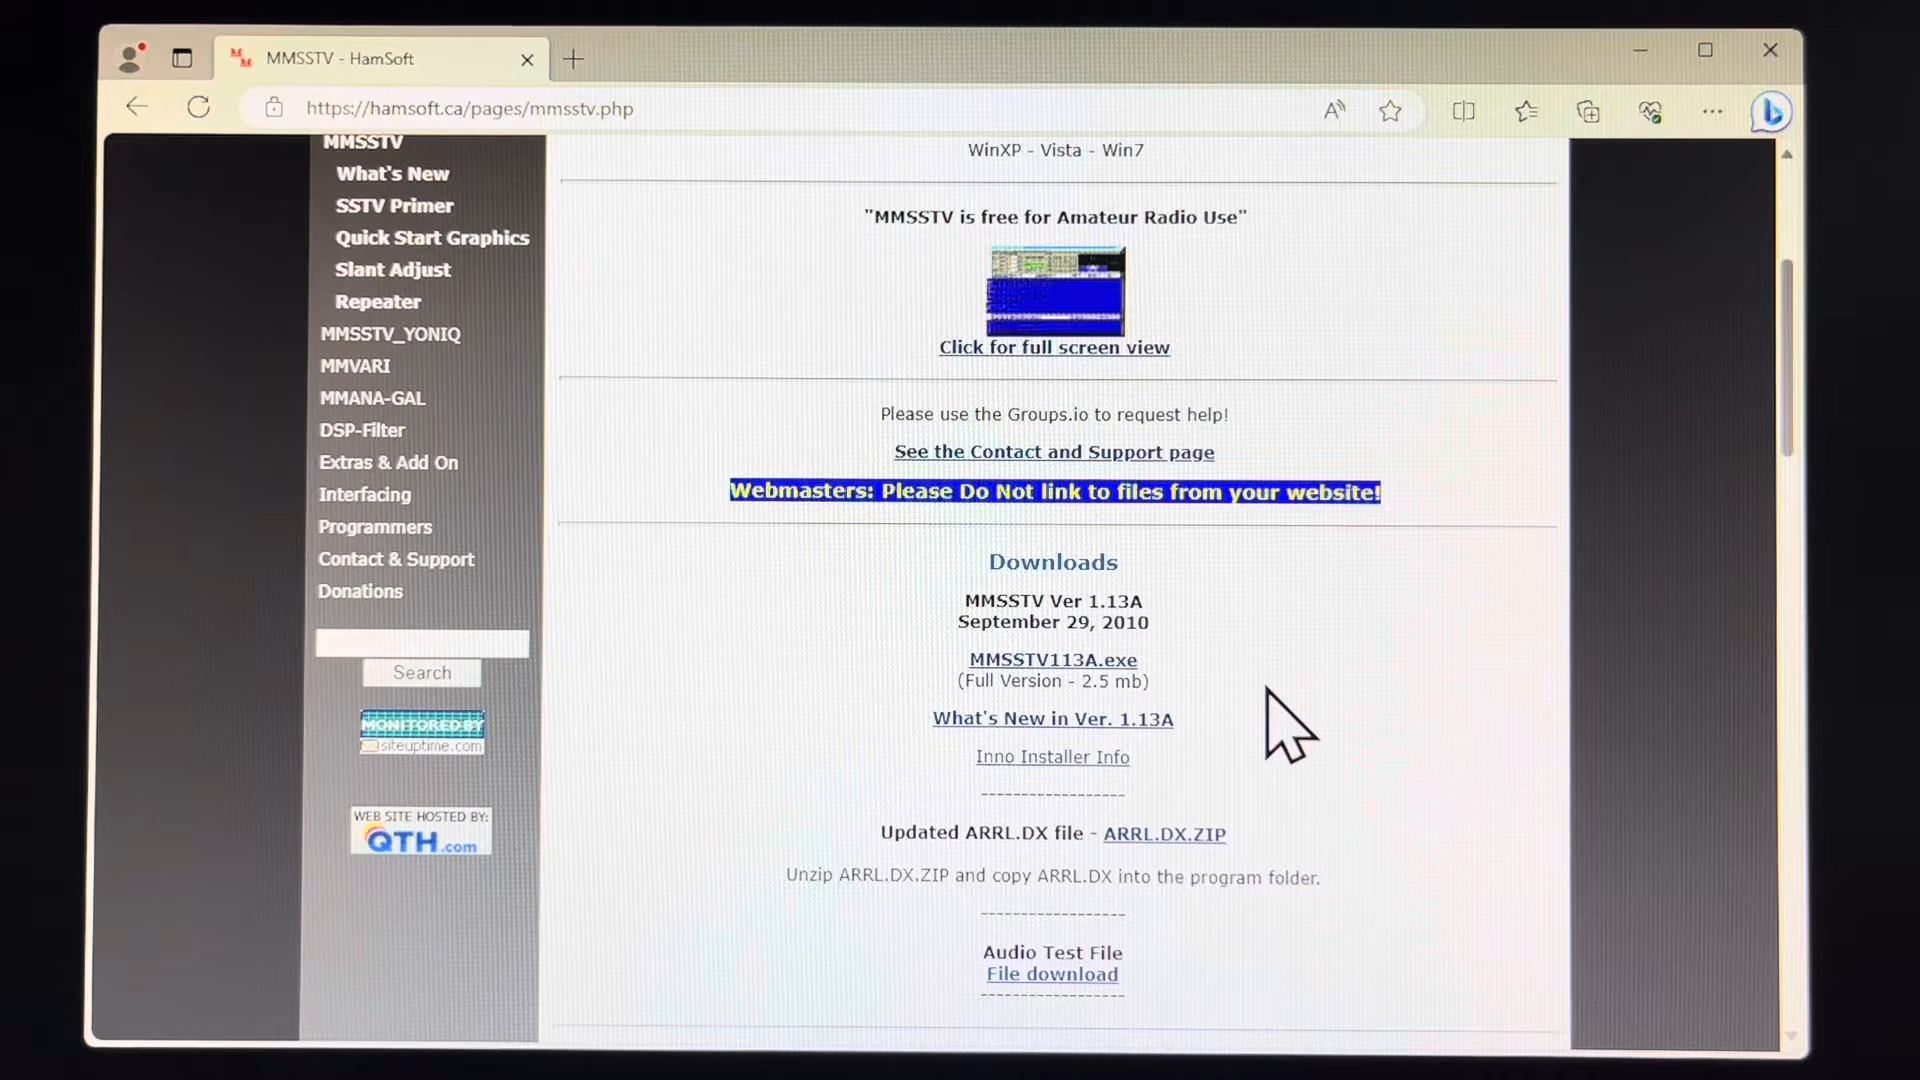 MMSSTV - HamSoft
https://hamsoft.ca/pages/mmsstv.php
MMSSTV
What's New
SSTV Primer
Quick Start Graphics
Slant Adjust
Repeater
MMSSTV_YONIQ
MMVARI
MMANA-GAL
DSP-Filter
Extras & Add On
Interfacing
Programmers
Contact & Support
Donations
Search
MONITORED BY
siteuptime.com
WEB SITE HOSTED BY:
QTH.com
WinXP - Vista - Win7
"MMSSTV is free for Amateur Radio Use"
Click for full screen view
Please use the Groups.io to request help!
See the Contact and Support page
Webmasters: Please Do Not link to files from your website!
Downloads
MMSSTV Ver 1.13A
September 29, 2010
MMSSTV113A.exe
(Full Version - 2.5 mb)
What's New in Ver. 1.13A
Inno Installer Info
------------------
Updated ARRL.DX file - ARRL.DX.ZIP
Unzip ARRL.DX.ZIP and copy ARRL.DX into the program folder.
------------------
Audio Test File
File download
------------------